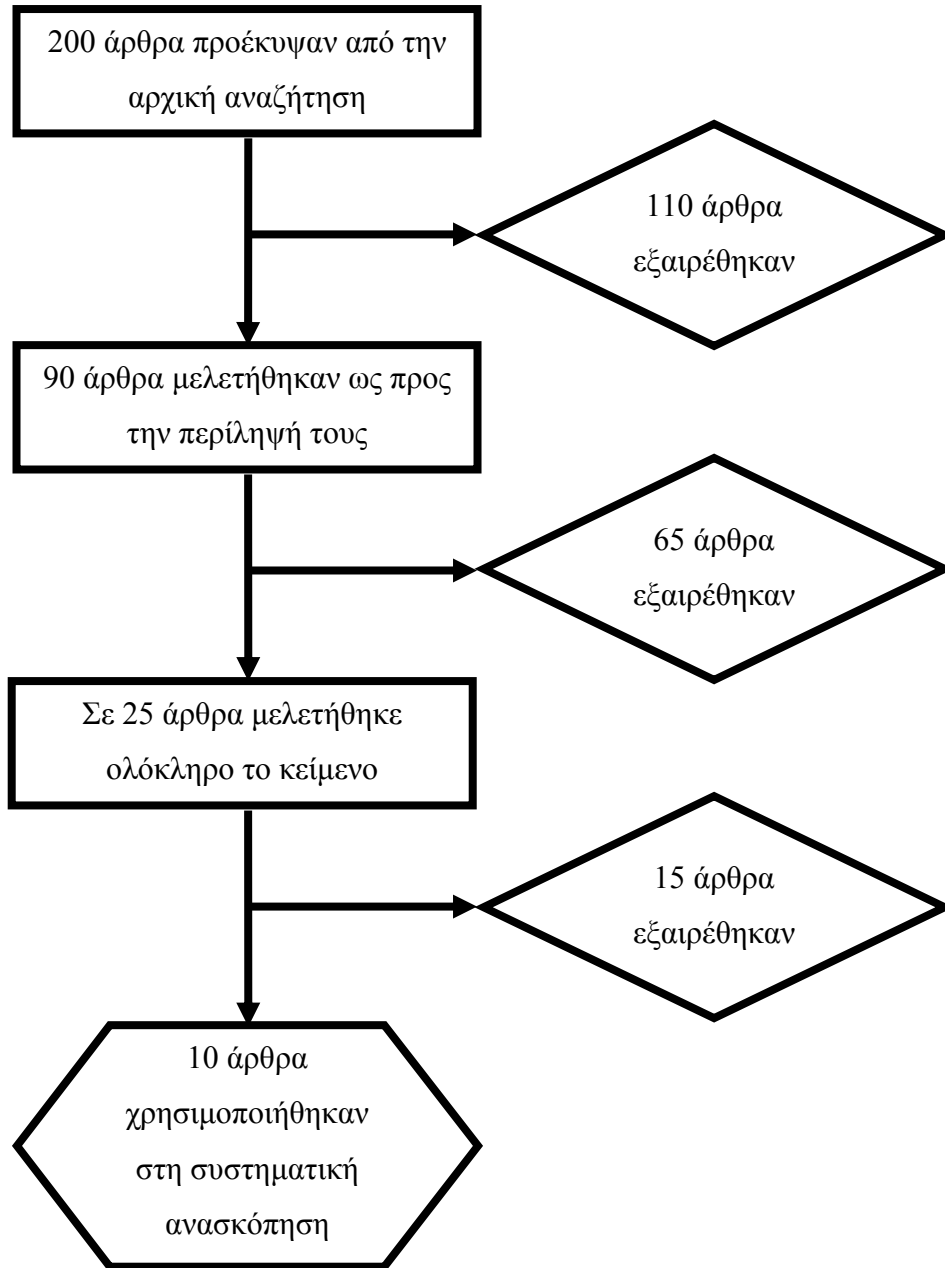 200 άρθρα προέκυψαν από την
αρχική αναζήτηση
110 άρθρα
εξαιρέθηκαν
90 άρθρα μελετήθηκαν ως προς
την περίληψή τους
65 άρθρα
εξαιρέθηκαν
Σε 25 άρθρα μελετήθηκε
ολόκληρο το κείμενο
15 άρθρα
εξαιρέθηκαν
10 άρθρα
χρησιμοποιήθηκαν
στη συστηματική
ανασκόπηση